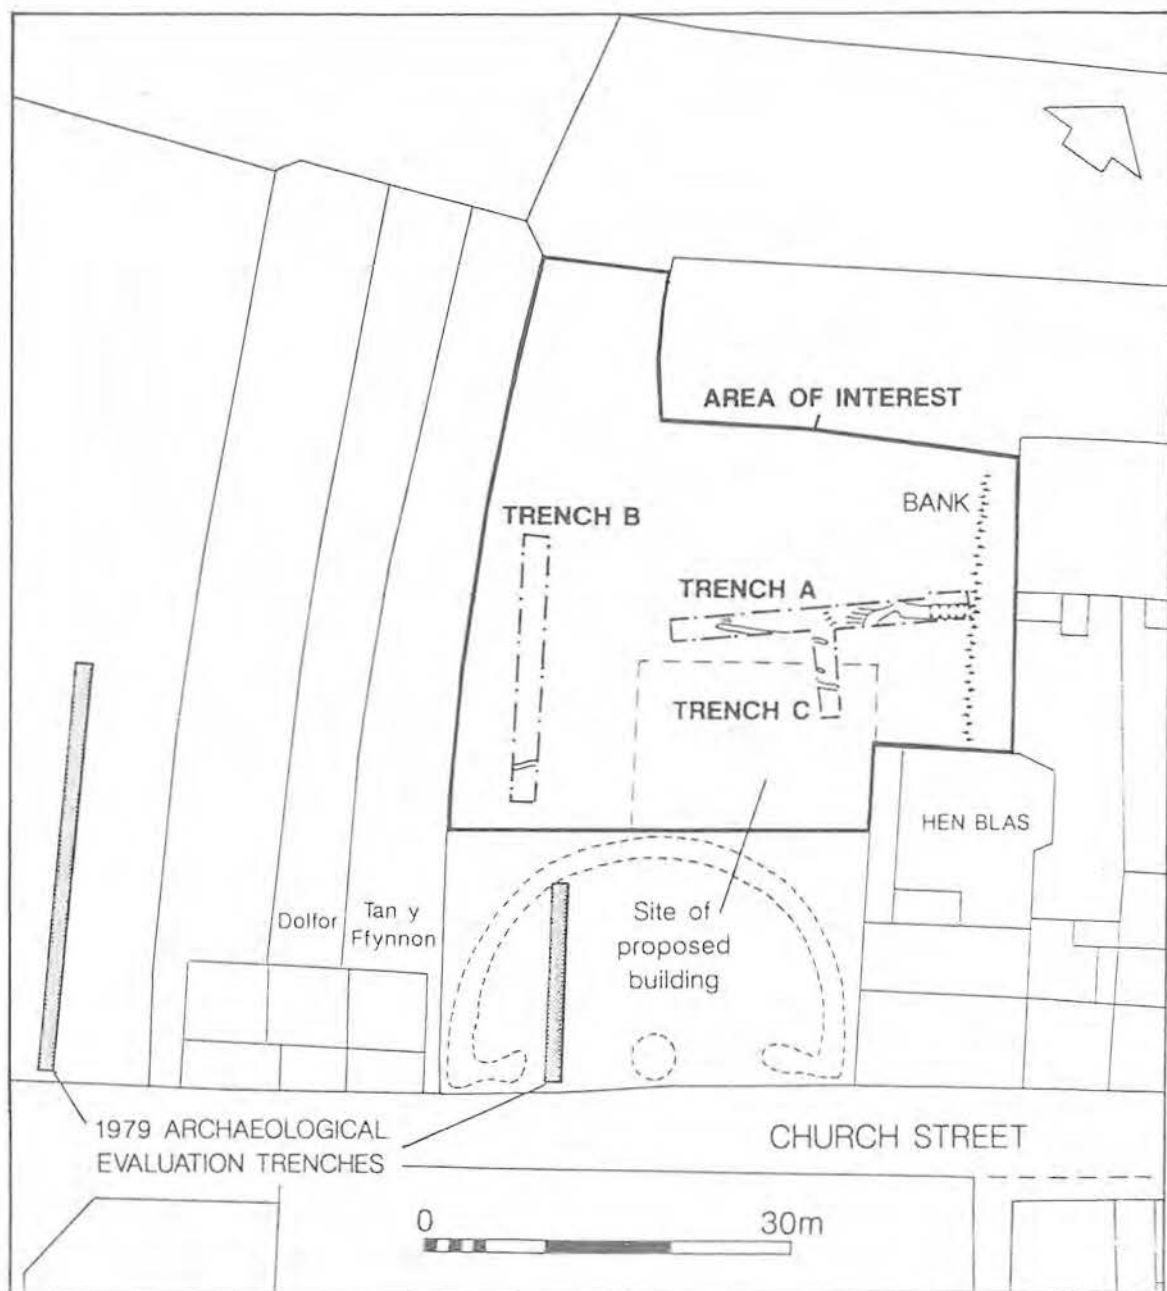 AREA OF INTEREST
BANK
TRENCH B
TRENCH A
TRENCH C
HEN BLAS
Dolfor
Tan y
Ffynnon
Site of
proposed
building
1979 ARCHAEOLOGICAL
EVALUATION TRENCHES
CHURCH STREET
0 30m